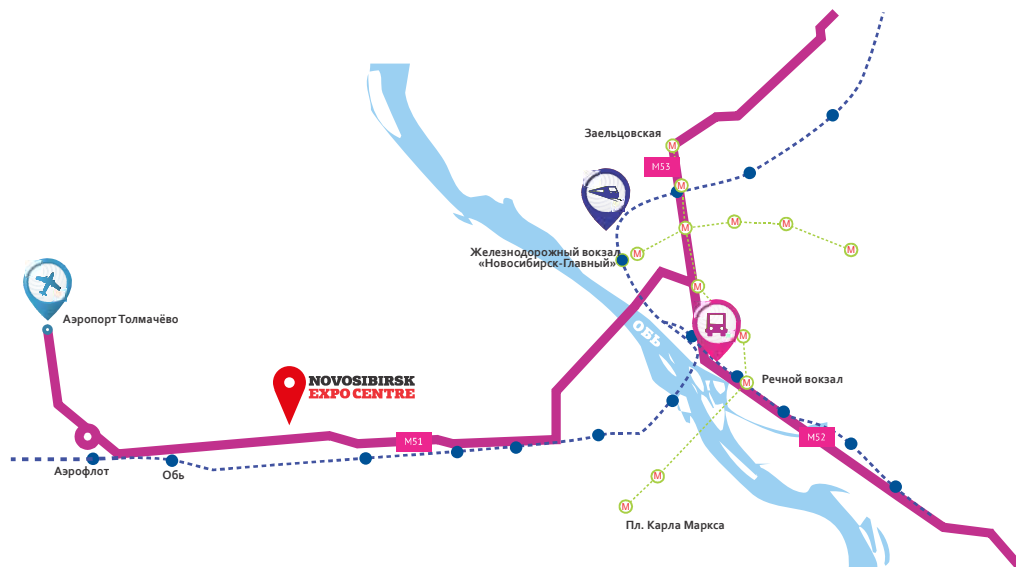 Заельцовская
М53
М
М
М
М
М
М
М
Железнодорожный вокзал
«Новосибирск-Главный»
М
Аэропорт Толмачёво
ОБЬ
М
NOVOSIBIRSK
EXPO CENTRE
М
Речной вокзал
М51
М52
Аэрофлот
Обь
М
М
Пл. Карла Маркса